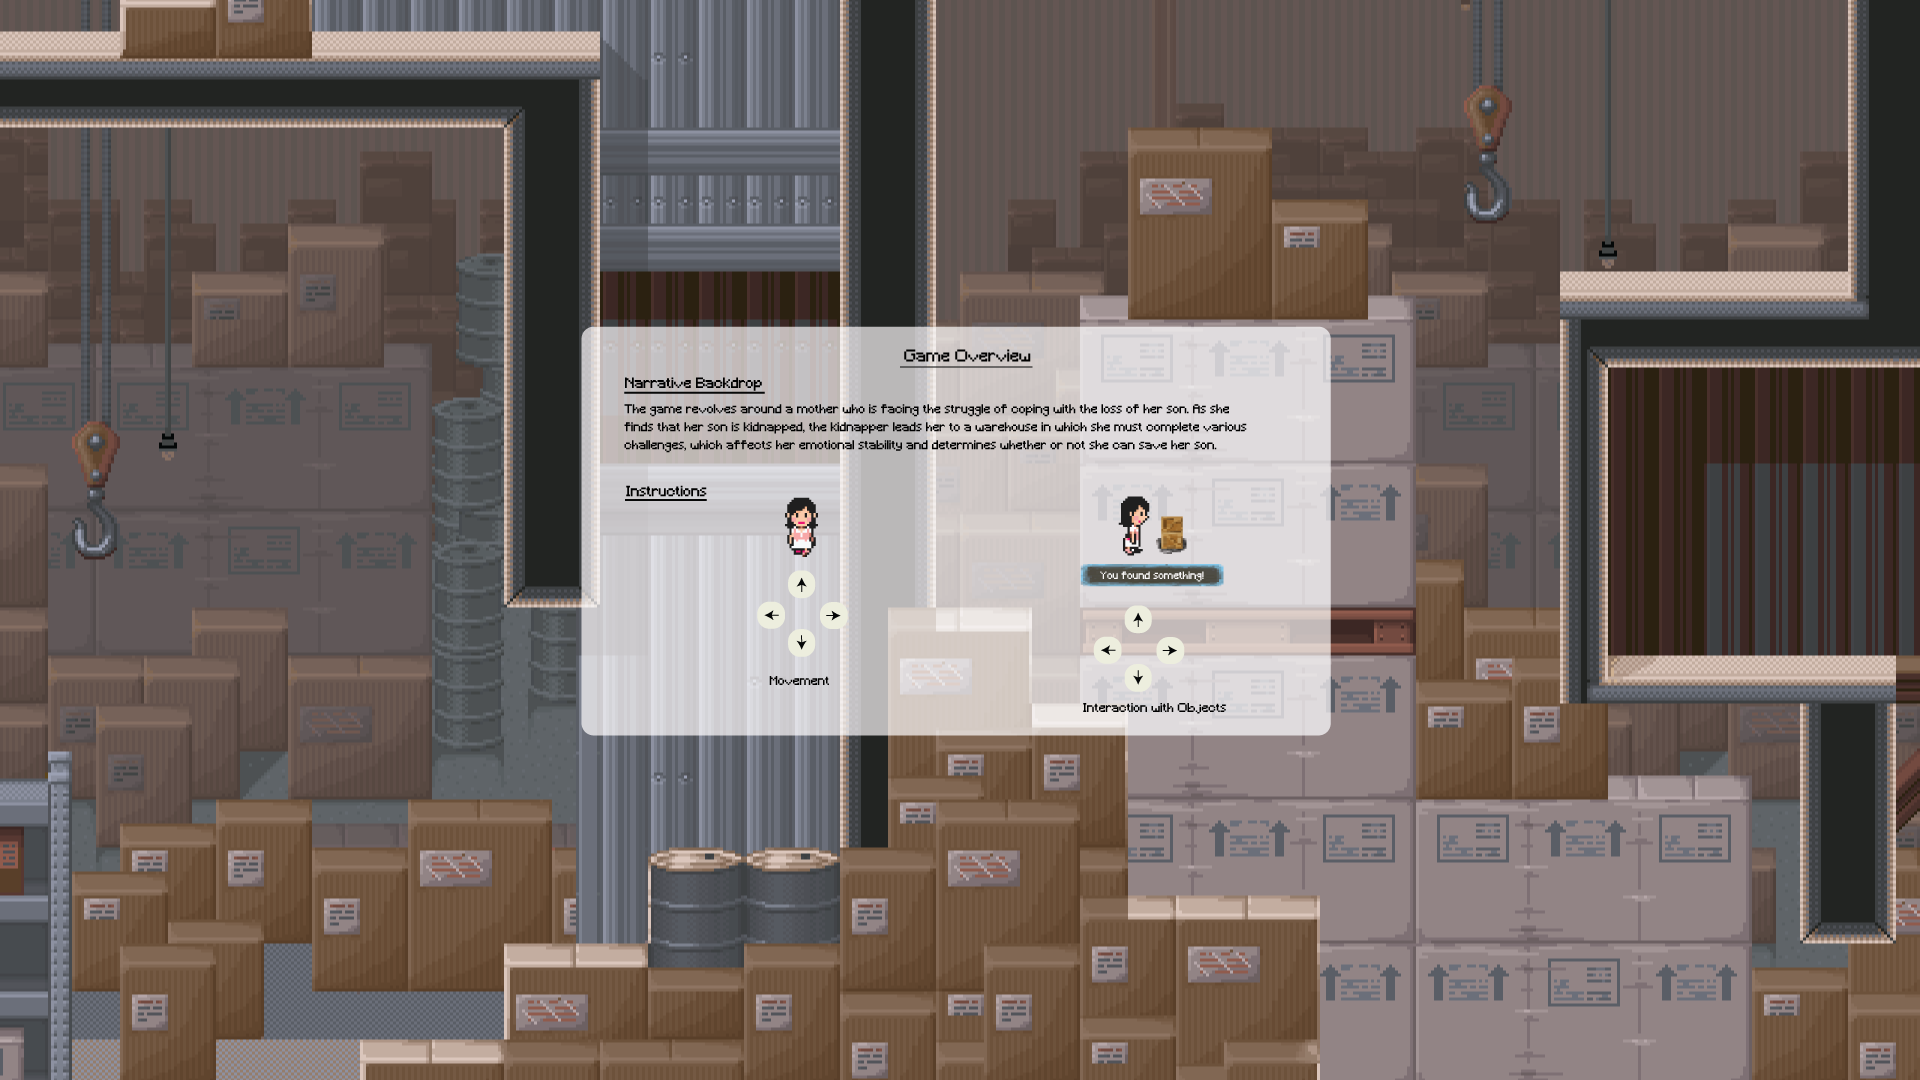 Game Overview
Narrative Backdrop
The game revolves around a mother who is facing the struggle of coping with the loss of her son. As she
finds that her son is kidnapped, the kidnapper leads her to a warehouse in which she must complete various
challenges, which affects her emotional stability and determines whether or not she can save her son.
Instructions
You found something!
Movement
Interaction with Objects